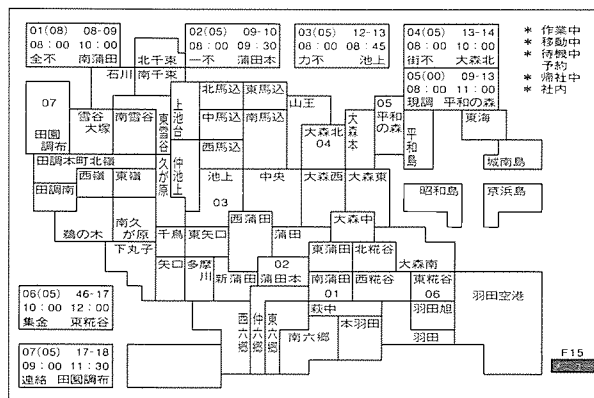 01(08) 08-09
08:00 10:00
全不 南蒲田
02(05) 09-10
08:00 09:30
一不 蒲田本
03(05) 12-13
08:00 08:45
力不 池上
04(05) 13-14
08:00 10:00
街不 大森北
05(00) 09-13
08:00 11:00
現調 平和の森
* 作業中
* 移動中
* 待機中
予約
* 帰社中
* 社内
北千束
石川
南千束
07
田園
調布
雪谷
大塚
南雪谷
東雪谷
上池台
北馬込
東馬込
山王
中馬込
南馬込
西馬込
大森北
04
大森本
05
平和
の森
平和島
東海
城南島
昭和島
京浜島
田調本町
北嶺
田調南
西嶺
東嶺
久が原
仲池上
池上
03
中央
大森西
大森東
鵜の木
南久
が原
千鳥
東矢口
西蒲田
蒲田
大森中
下丸子
矢口
多摩
川
新蒲田
02
蒲田本
東蒲田
北糀谷
大森南
南蒲田
01
西糀谷
東糀谷
06
羽田空港
西六郷
仲六郷
東六郷
萩中
南六郷
本羽田
羽田旭
羽田
06(05) 46-17
10:00 12:00
集金 東糀谷
07(05) 17-18
09:00 11:30
連絡 田園調布
F15